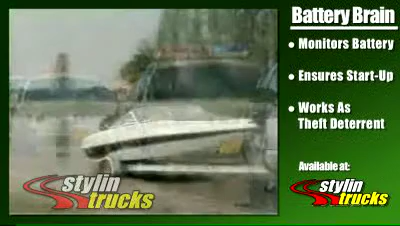 Battery Brain
Monitors Battery
Ensures Start-Up
Works As
Theft Deterrent
Available at:
stylin
trucks
stylin
trucks